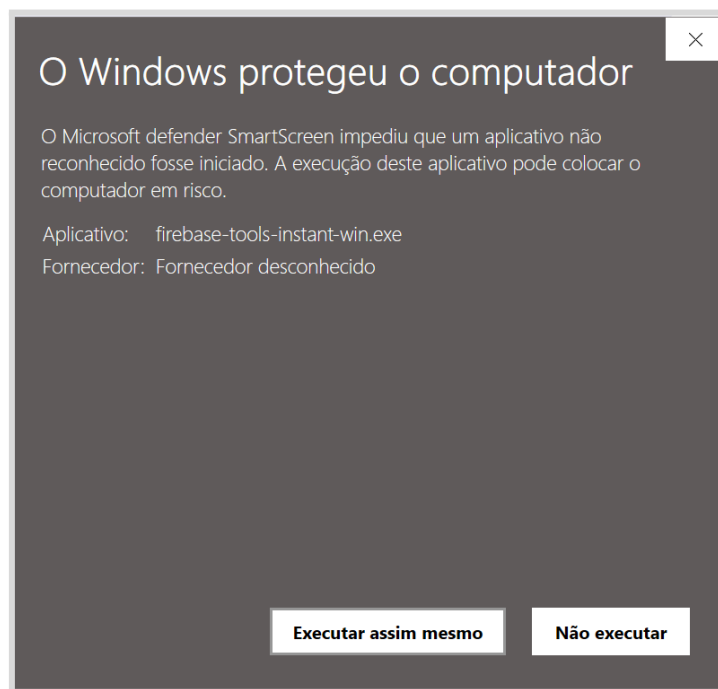 O Windows protegeu o computador
O Microsoft defender SmartScreen impediu que um aplicativo não
reconhecido fosse iniciado. A execução deste aplicativo pode colocar o
computador em risco.
Aplicativo: firebase-tools-instant-win.exe
Fornecedor: Fornecedor desconhecido
Executar assim mesmo Não executar